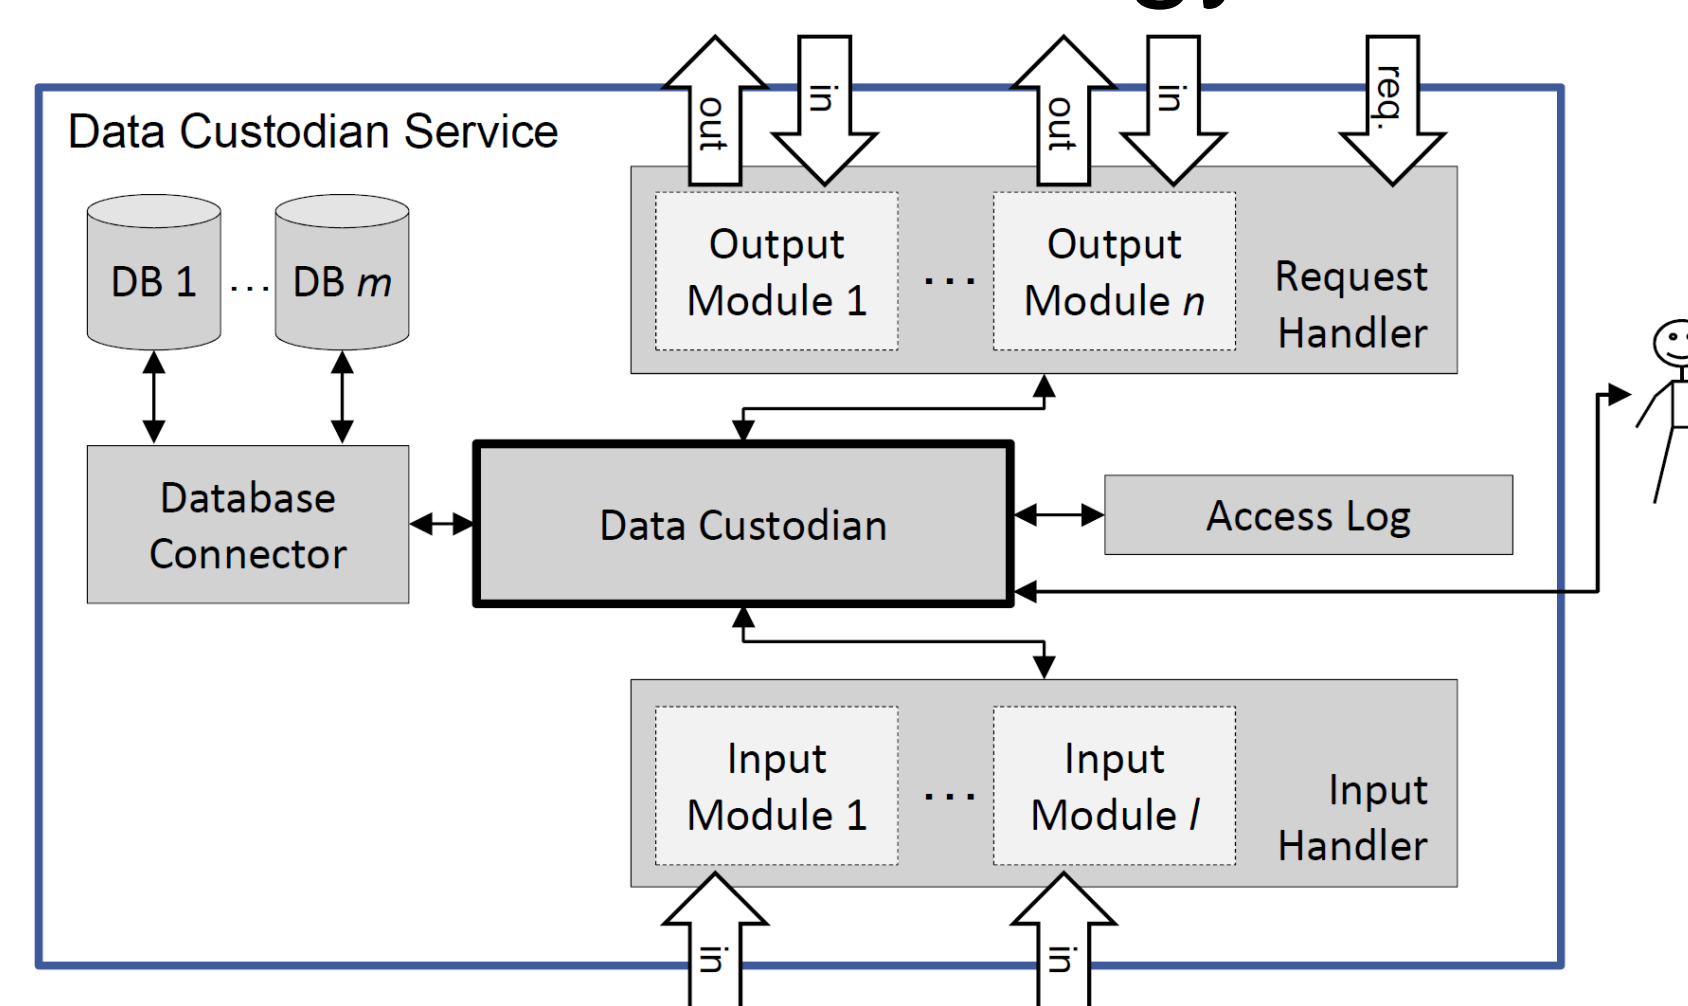 Data Custodian Service
out
in
out
in
req.
DB 1
...
DB m
Output
Module 1
...
Output
Module n
Request
Handler
Database
Connector
Data Custodian
Access Log
Input
Module 1
...
Input
Module l
Input
Handler
in
in